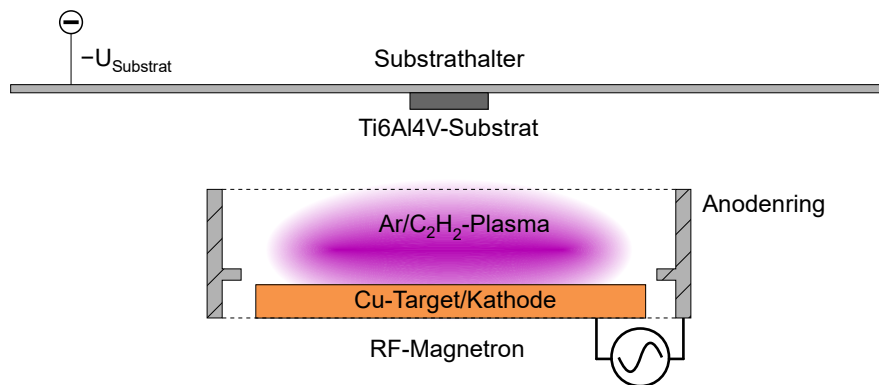 −U_Substrat
Substrathalter
Ti6Al4V-Substrat
Anodenring
Ar/C₂H₂-Plasma
Cu-Target/Kathode
RF-Magnetron